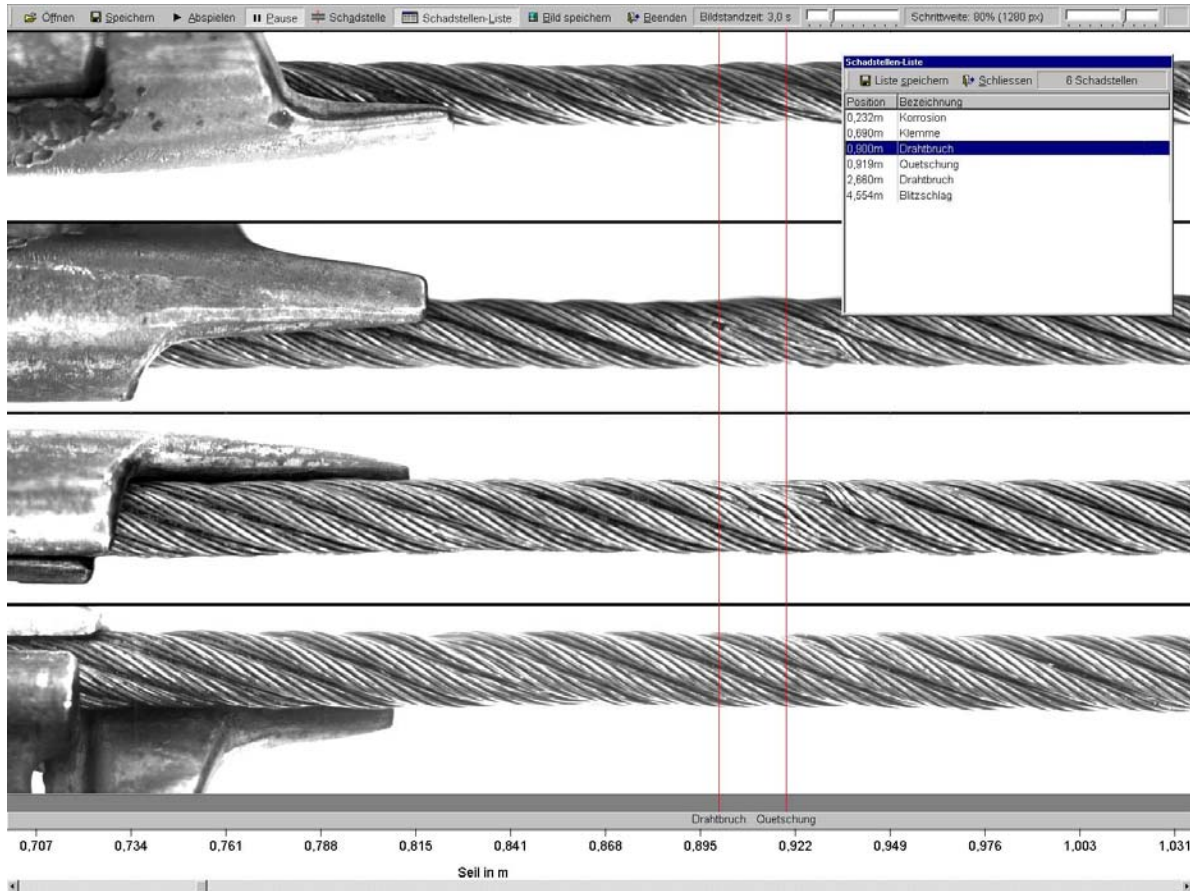 Öffnen Speichern Abspielen Pause Schadstelle Schadstellen-Liste Bild speichern Beenden Bildstandzeit: 3,0 s Schrittweite: 80% (1280 px)
Schadstellen-Liste
Liste speichern Schliessen 6 Schadstellen
Position Bezeichnung
0,232m Korrosion
0,690m Klemme
0,900m Drahtbruch
0,919m Quetschung
2,660m Drahtbruch
4,554m Blitzschlag
Drahtbruch Quetschung
0,707 0,734 0,761 0,788 0,815 0,841 0,868 0,895 0,922 0,949 0,976 1,003 1,031
Seil in m